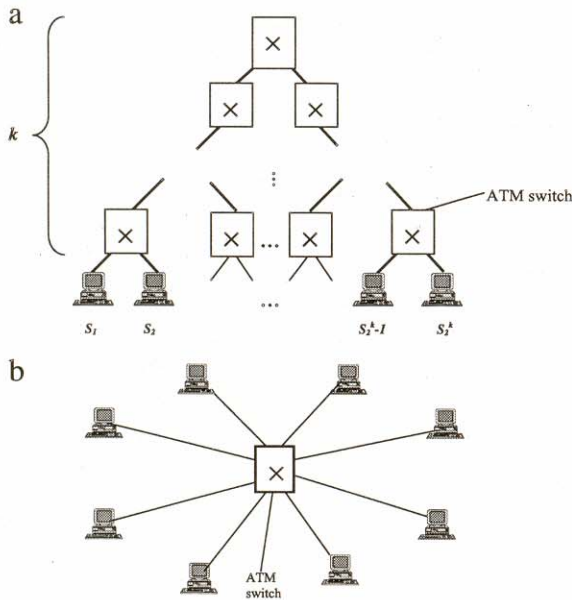 a
k
ATM switch
...
...
S₁ S₂ S₂ᵏ-1 S₂ᵏ
b
ATM
switch